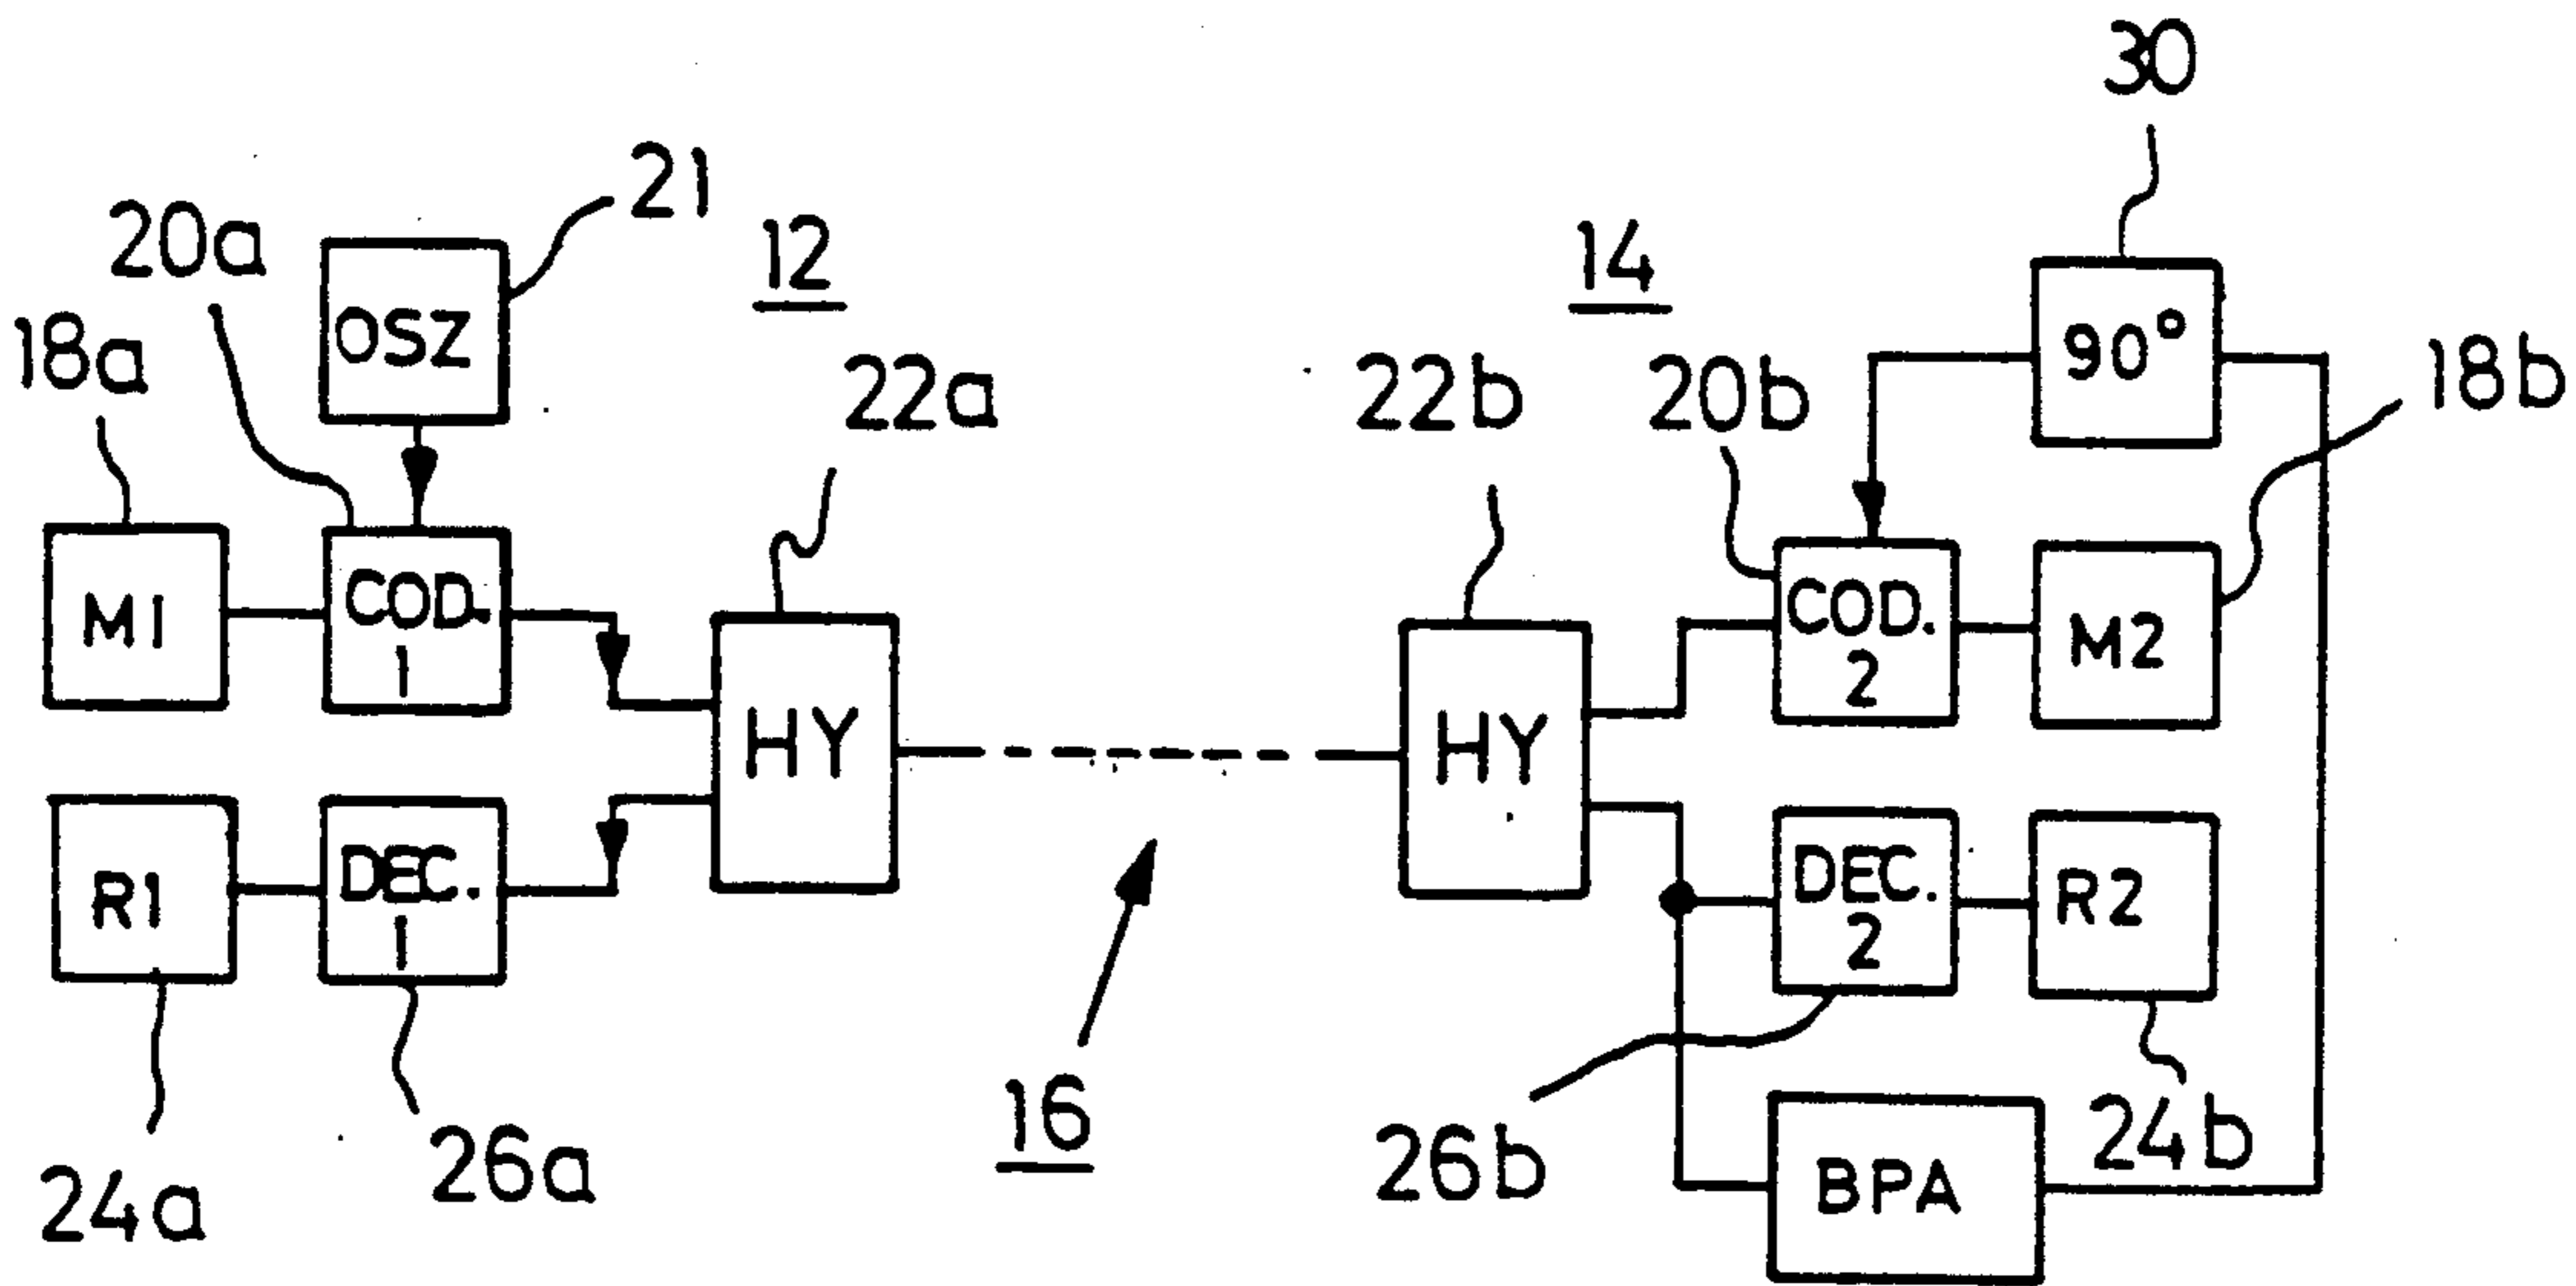 30
21
12
14
20a
OSZ
90°
18a
22a
22b
20b
18b
M1
COD.
1
HY
HY
COD.
2
M2
R1
DEC.
1
DEC.
2
R2
16
24a
26a
26b
24b
BPA